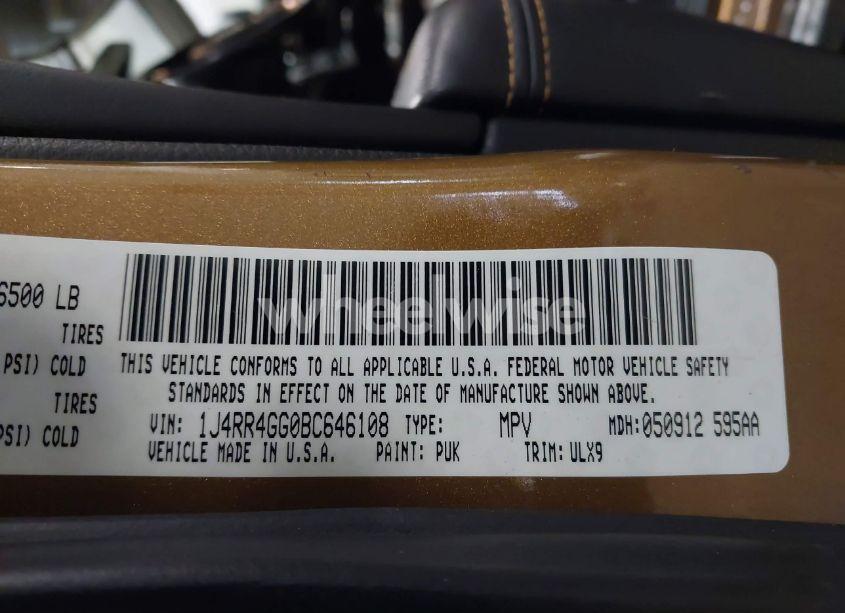 6500 LB
wheelwise
TIRES
PSI) COLD THIS VEHICLE CONFORMS TO ALL APPLICABLE U.S.A. FEDERAL MOTOR VEHICLE SAFETY
STANDARDS IN EFFECT ON THE DATE OF MANUFACTURE SHOWN ABOVE.
TIRES
PSI) COLD VIN: 1J4RR4GG0BC646108 TYPE: MPV MDH:050912 595AA
VEHICLE MADE IN U.S.A. PAINT: PUK TRIM:ULX9